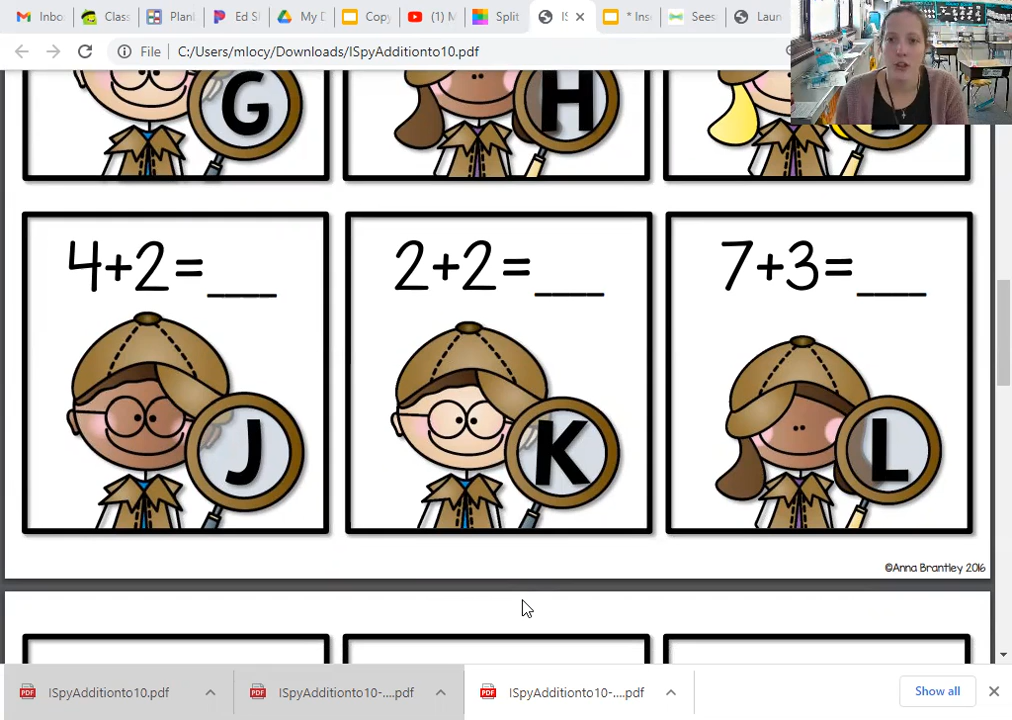 Inbo
Class
Plan
Ed S
My D
Copy
(1) M
Split
IS
* Ins
Sees
Laun
File C:/Users/mlocy/Downloads/ISpyAdditionto10.pdf
G
H
4+2=___
2+2=___
7+3=___
J
K
L
©Anna Brantley 2016
ISpyAdditionto10.pdf
ISpyAdditionto10-....pdf
ISpyAdditionto10-....pdf
Show all